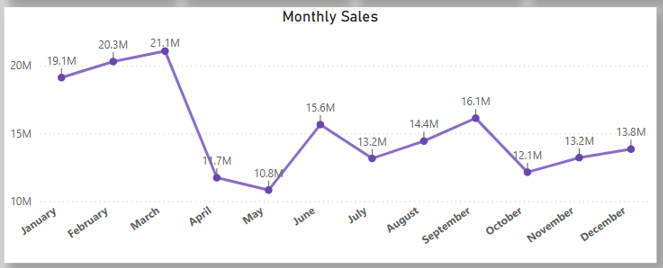 Monthly Sales
20M
15M
10M
19.1M
20.3M
21.1M
11.7M
10.8M
15.6M
13.2M
14.4M
16.1M
12.1M
13.2M
13.8M
January
February
March
April
May
June
July
August
September
October
November
December